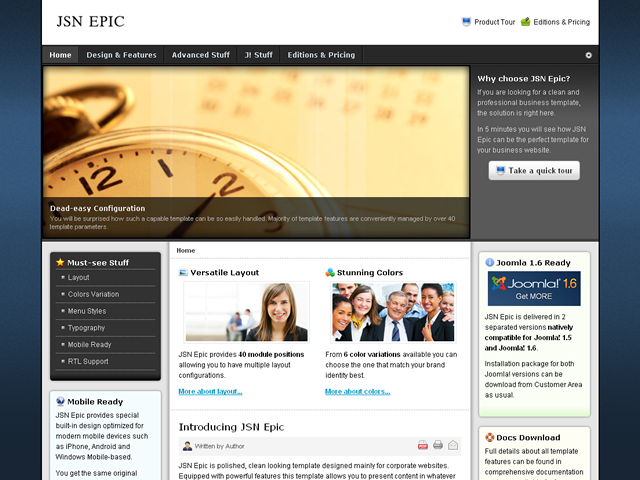 JSN EPIC
Product Tour
Editions & Pricing
Home
Design & Features
Advanced Stuff
J! Stuff
Editions & Pricing
Dead-easy Configuration
You will be surprised how such a capable template can be so easily handled. Majority of template features are conveniently managed by over 40
template parameters.
Why choose JSN Epic?
If you are looking for a clean and
professional business template,
the solution is right here.
In 5 minutes you will see how JSN
Epic can be the perfect template for
your business website.
Take a quick tour
Must-see Stuff
Layout
Colors Variation
Menu Styles
Typography
Mobile Ready
RTL Support
Mobile Ready
JSN Epic provides special
built-in design optimized for
modern mobile devices such
as iPhone, Android and
Windows Mobile-based.
You get the same original
Home
Versatile Layout
JSN Epic provides 40 module positions
allowing you to have multiple layout
configurations.
More about layout...
Stunning Colors
From 6 color variations available you can
choose the one that match your brand
identity best.
More about colors...
Introducing JSN Epic
Written by Author
JSN Epic is polished, clean looking template designed mainly for corporate websites.
Equipped with powerful features this template allows you to present content in whatever
Joomla 1.6 Ready
Joomla! 1.6
Get MORE
JSN Epic is delivered in 2
separated versions natively
compatible for Joomla! 1.5
and Joomla! 1.6.
Installation package for both
Joomla! versions can be
download from Customer Area
as usual.
Docs Download
Full details about all template
features can be found in
comprehensive documentation